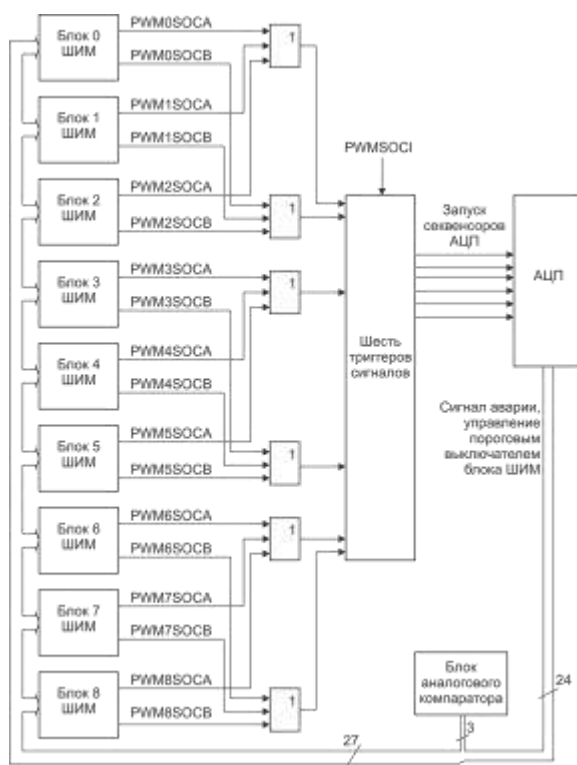 Блок 0
ШИМ
PWM0SOCA
PWM0SOCB
1
Блок 1
ШИМ
PWM1SOCA
PWM1SOCB
Блок 2
ШИМ
PWM2SOCA
PWM2SOCB
1
Блок 3
ШИМ
PWM3SOCA
PWM3SOCB
1
Блок 4
ШИМ
PWM4SOCA
PWM4SOCB
Блок 5
ШИМ
PWM5SOCA
PWM5SOCB
1
Блок 6
ШИМ
PWM6SOCA
PWM6SOCB
1
Блок 7
ШИМ
PWM7SOCA
PWM7SOCB
Блок 8
ШИМ
PWM8SOCA
PWM8SOCB
1
PWMSOCI
Шесть
триггеров
сигналов
Запуск
секвенсоров
АЦП
АЦП
Сигнал аварии,
управление
пороговым
выключателем
блока ШИМ
Блок
аналогового
компаратора
24
3
27